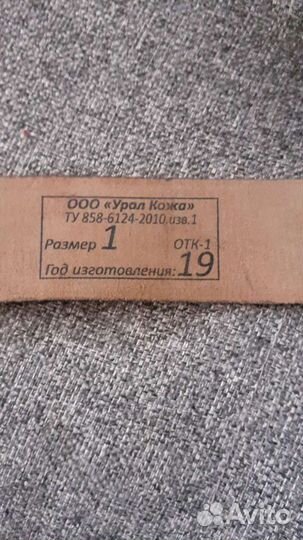 ООО «Урал Кожа»
ТУ 858-6124-2010.изв.1
Размер 1 ОТК-1
Год изготовления: 19
Avito